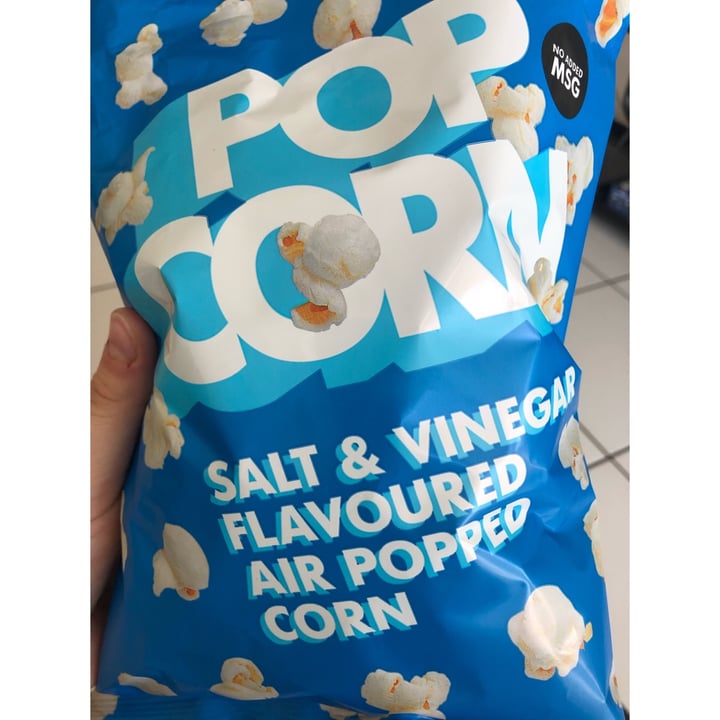 POP
CORN
NO ADDED
MSG
SALT & VINEGAR
FLAVOURED
AIR POPPED
CORN